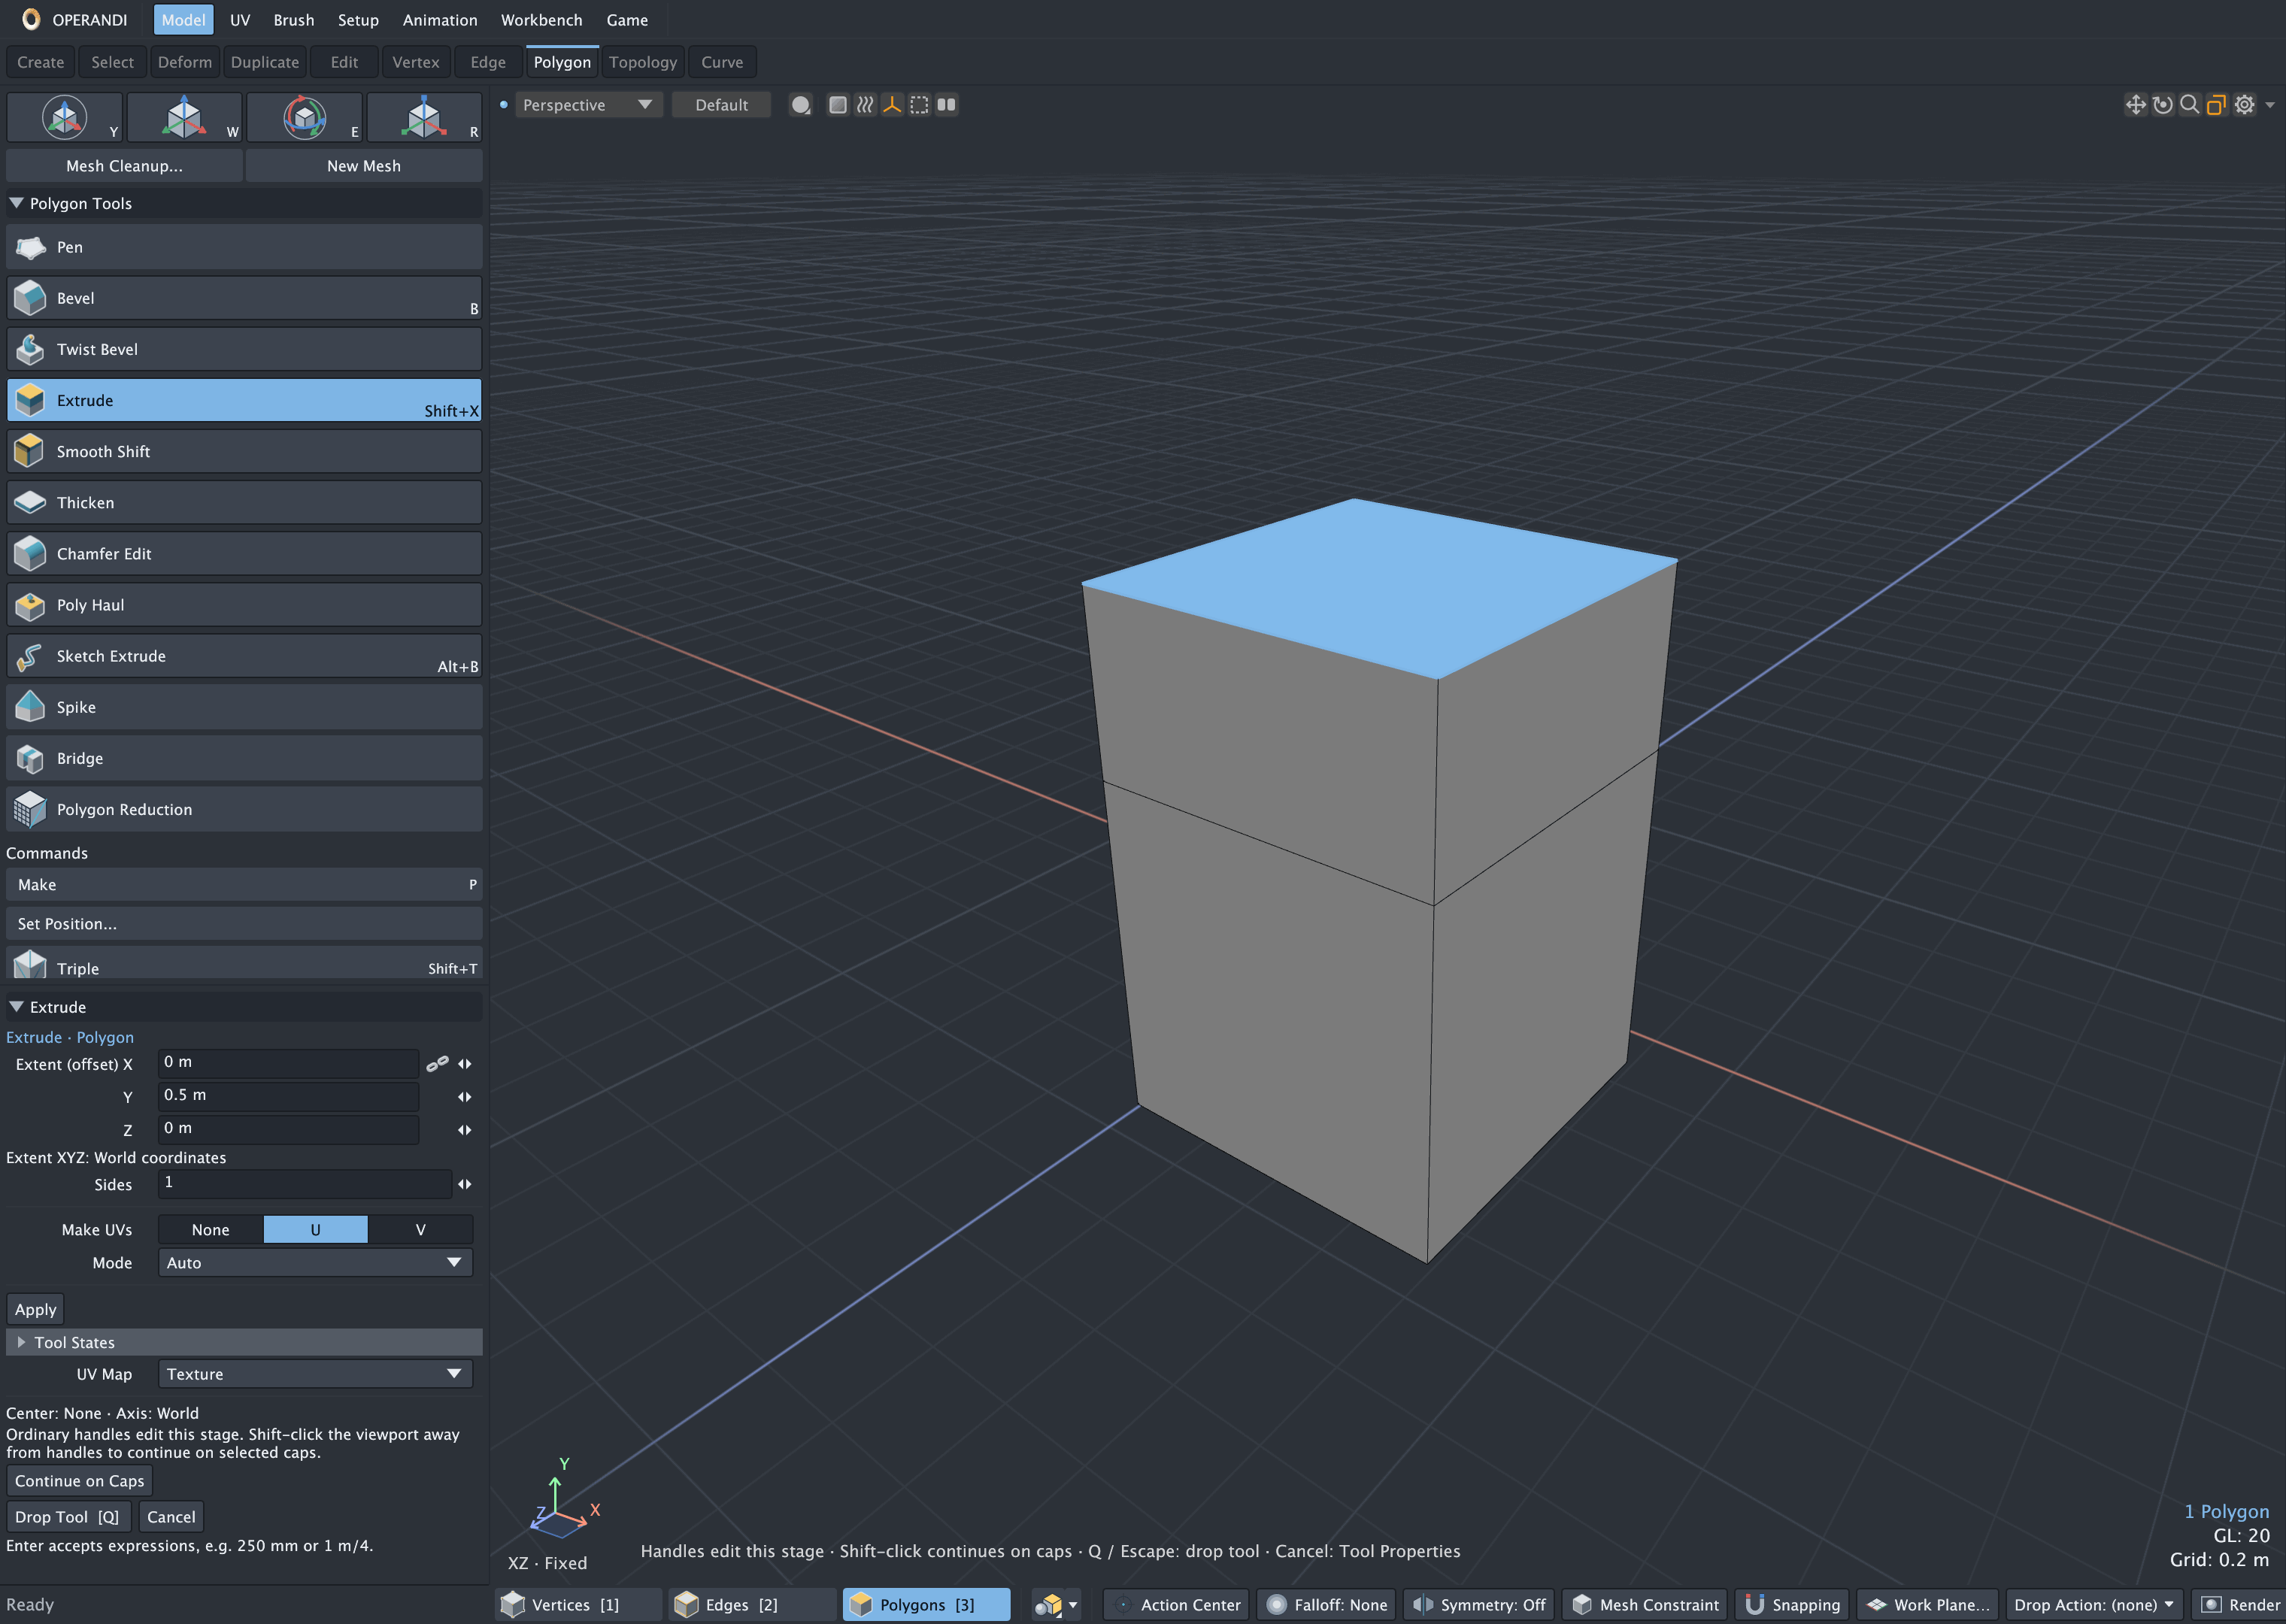 OPERANDI Model UV Brush Setup Animation Workbench Game
Create Select Deform Duplicate Edit Vertex Edge Polygon Topology Curve
Y W E R
Perspective Default
Mesh Cleanup... New Mesh
Polygon Tools
Pen
Bevel B
Twist Bevel
Extrude Shift+X
Smooth Shift
Thicken
Chamfer Edit
Poly Haul
Sketch Extrude Alt+B
Spike
Bridge
Polygon Reduction
Commands
Make P
Set Position...
Triple Shift+T
Extrude
Extrude · Polygon
Extent (offset) X 0 m
Y 0.5 m
Z 0 m
Extent XYZ: World coordinates
Sides 1
Make UVs None U V
Mode Auto
Apply
Tool States
UV Map Texture
Center: None · Axis: World
Ordinary handles edit this stage. Shift-click the viewport away
from handles to continue on selected caps.
Continue on Caps
Drop Tool [Q] Cancel
Enter accepts expressions, e.g. 250 mm or 1 m/4.
Y
Z X
XZ · Fixed
Handles edit this stage · Shift-click continues on caps · Q / Escape: drop tool · Cancel: Tool Properties
1 Polygon
GL: 20
Grid: 0.2 m
Ready Vertices [1] Edges [2] Polygons [3] Action Center Falloff: None Symmetry: Off Mesh Constraint Snapping Work Plane... Drop Action: (none) Render